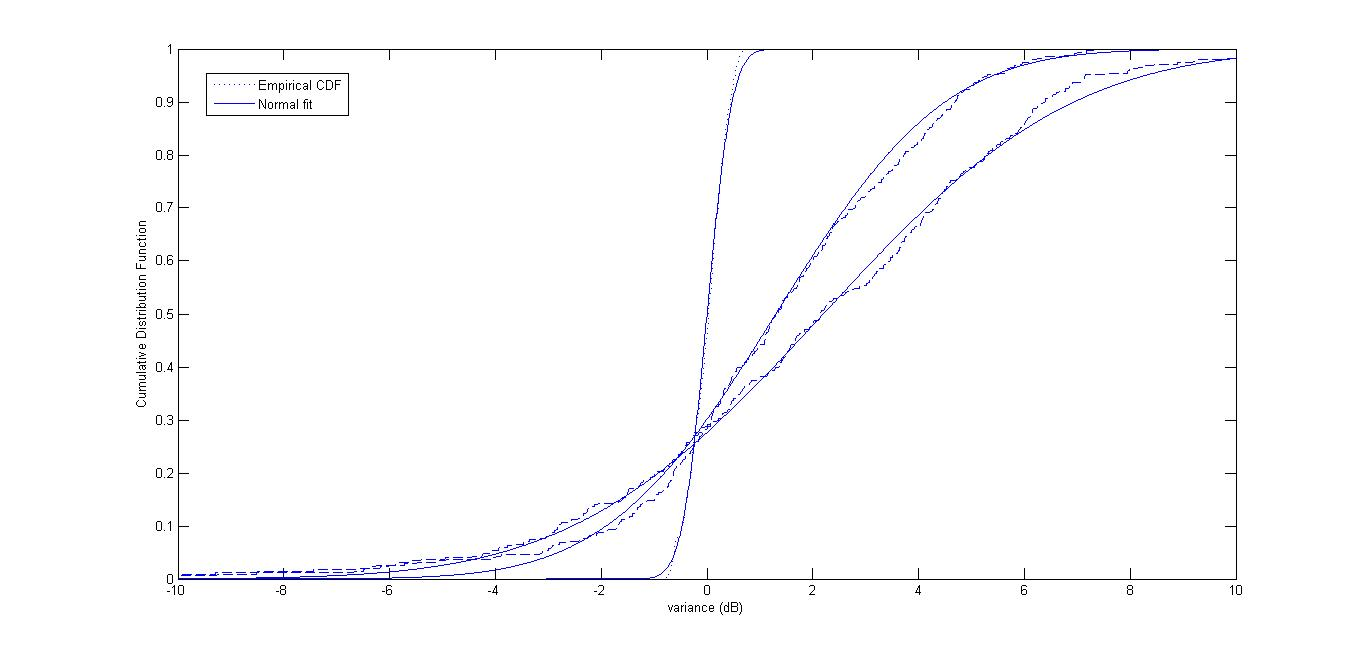 1
0.9
0.8
0.7
0.6
0.5
0.4
0.3
0.2
0.1
0
Cumulative Distribution Function
Empirical CDF
Normal fit
-10 -8 -6 -4 -2 0 2 4 6 8 10
variance (dB)